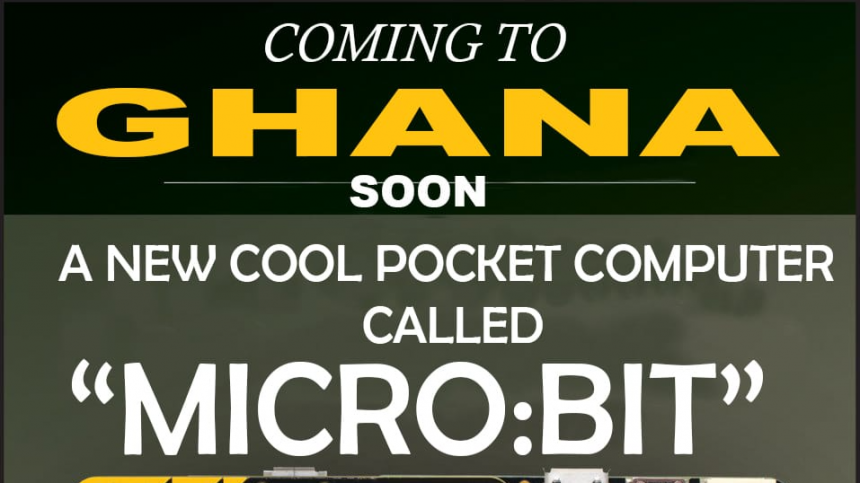 COMING TO
GHANA
SOON
A NEW COOL POCKET COMPUTER
CALLED
“MICRO:BIT”